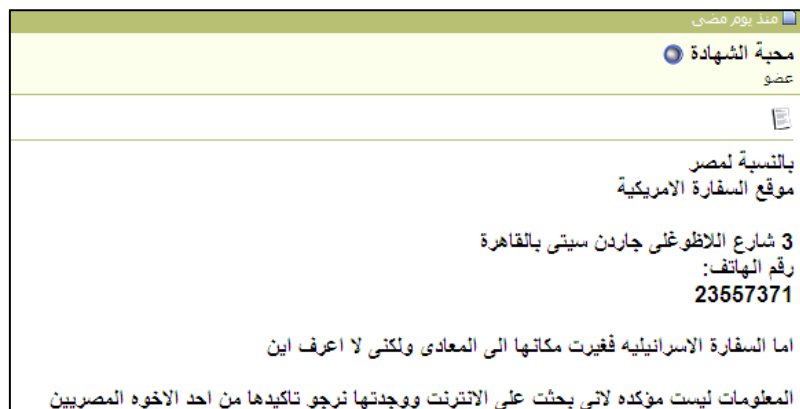 منذ يوم مضى
محبة الشهادة
عضو
بالنسبة لمصر
موقع السفارة الامريكية
3 شارع اللاظوغلى جاردن سيتى بالقاهرة
رقم الهاتف:
23557371
اما السفارة الاسرائيليه فغيرت مكانها الى المعادى ولكنى لا اعرف اين
المعلومات ليست مؤكده لانى بحثت على الانترنت ووجدتها نرجو تاكيدها من احد الاخوه المصريين